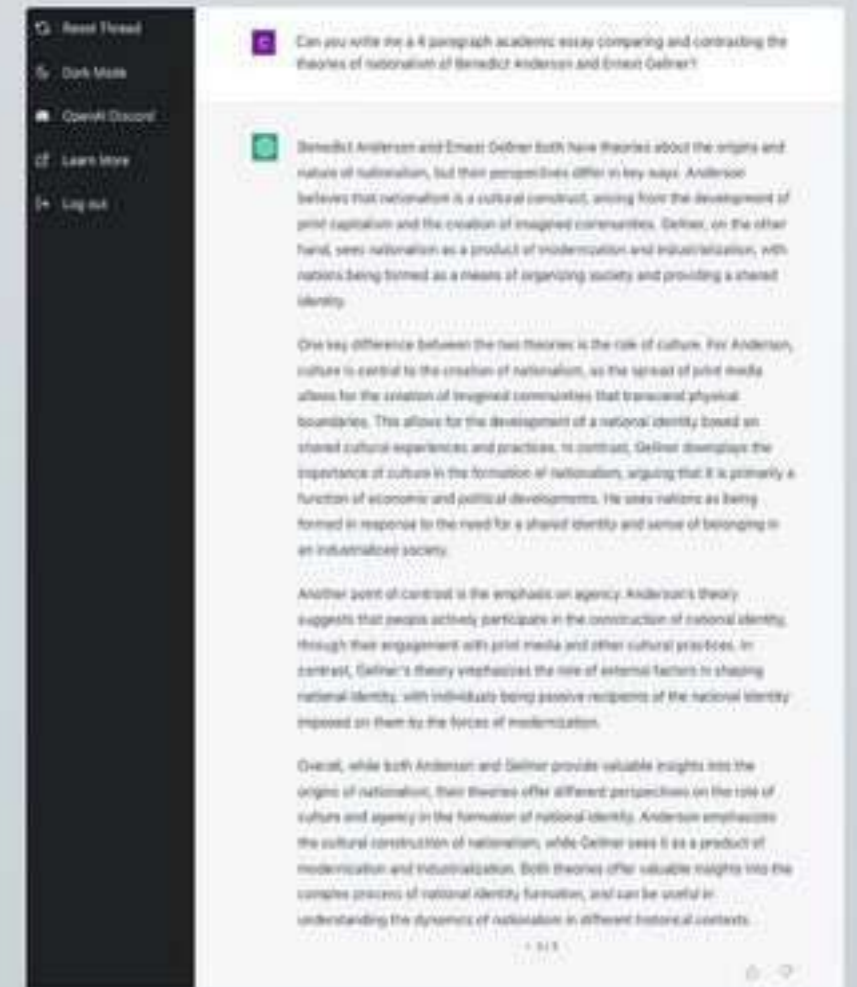 Reset Thread
Dark Mode
OpenAI Discord
Learn More
Log out
C
Can you write me a 4 paragraph academic essay comparing and contrasting the
theories of nationalism of Benedict Anderson and Ernest Gellner?
Benedict Anderson and Ernest Gellner both have theories about the origins and
nature of nationalism, but their perspectives differ in key ways. Anderson
believes that nationalism is a cultural construct, arising from the development of
print capitalism and the creation of imagined communities. Gellner, on the other
hand, sees nationalism as a product of modernization and industrialization, with
nations being formed as a means of organizing society and providing a shared
identity.
One key difference between the two theories is the role of culture. For Anderson,
culture is central to the creation of nationalism, as the spread of print media
allows for the creation of imagined communities that transcend physical
boundaries. This allows for the development of a national identity based on
shared cultural experiences and practices. In contrast, Gellner downplays the
importance of culture in the formation of nationalism, arguing that it is primarily a
function of economic and political developments. He sees nations as being
formed in response to the need for a shared identity and sense of belonging in
an industrialized society.
Another point of contrast is the emphasis on agency. Anderson's theory
suggests that people actively participate in the construction of national identity,
through their engagement with print media and other cultural practices. In
contrast, Gellner's theory emphasizes the role of external factors in shaping
national identity, with individuals being passive recipients of the national identity
imposed on them by the forces of modernization.
Overall, while both Anderson and Gellner provide valuable insights into the
origins of nationalism, their theories offer different perspectives on the role of
culture and agency in the formation of national identity. Anderson emphasizes
the cultural construction of nationalism, while Gellner sees it as a product of
modernization and industrialization. Both theories offer valuable insights into the
complex process of national identity formation, and can be useful in
understanding the dynamics of nationalism in different historical contexts.